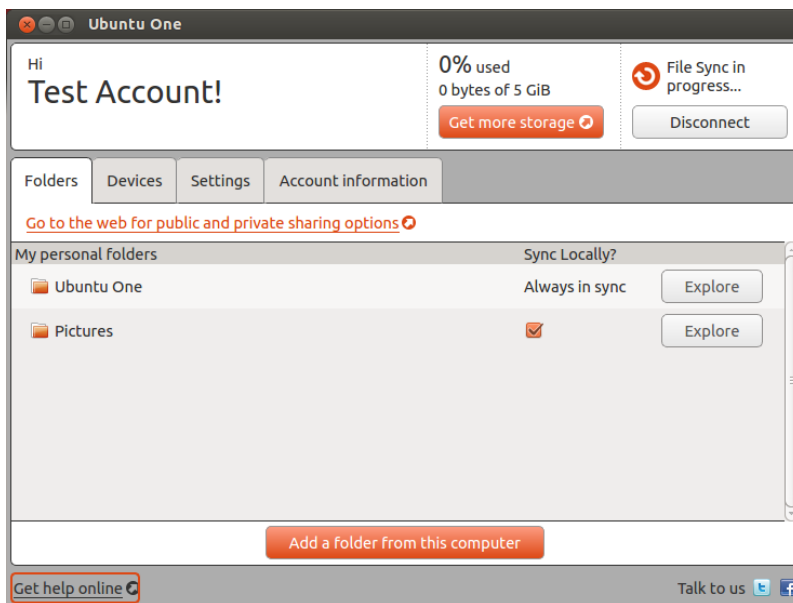 Ubuntu One
Hi
Test Account!
0% used
0 bytes of 5 GiB
Get more storage
File Sync in
progress...
Disconnect
Folders
Devices
Settings
Account information
Go to the web for public and private sharing options
My personal folders
Sync Locally?
Ubuntu One
Always in sync
Explore
Pictures
Explore
Add a folder from this computer
Get help online
Talk to us